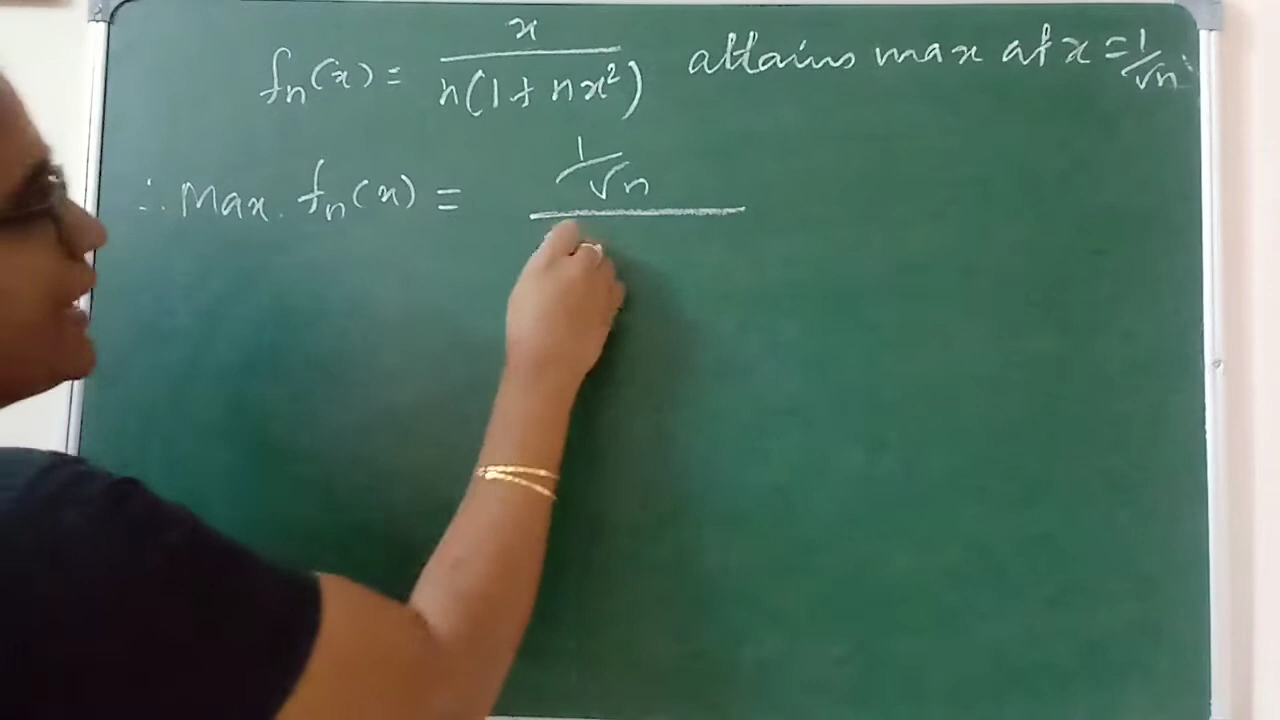 fₙ(x) = x / n(1 + nx²) attains max at x = 1/√n
∴ Max. fₙ(x) = 1/√n /